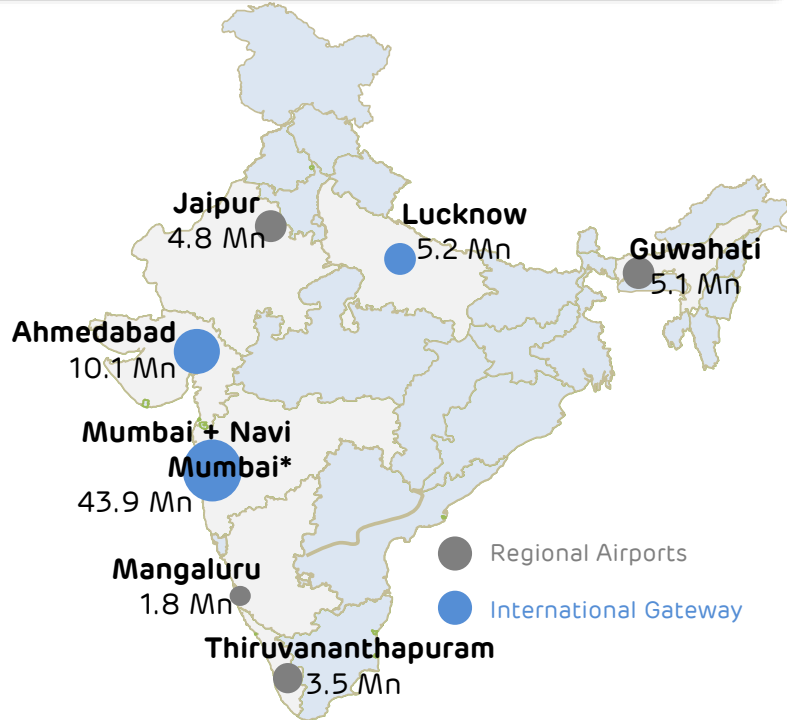 Jaipur
4.8 Mn
Lucknow
5.2 Mn
Guwahati
5.1 Mn
Ahmedabad
10.1 Mn
Mumbai + Navi
Mumbai*
43.9 Mn
Regional Airports
Mangaluru
1.8 Mn
International Gateway
Thiruvananthapuram
3.5 Mn